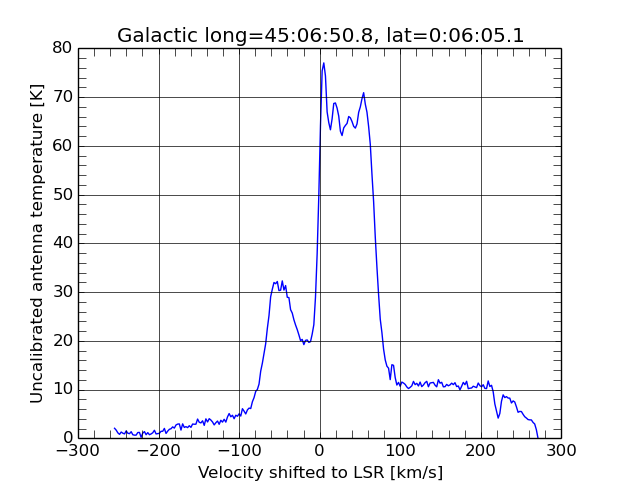 Galactic long=45:06:50.8, lat=0:06:05.1
80
70
60
50
40
30
20
10
0
Uncalibrated antenna temperature [K]
−300 −200 −100 0 100 200 300
Velocity shifted to LSR [km/s]